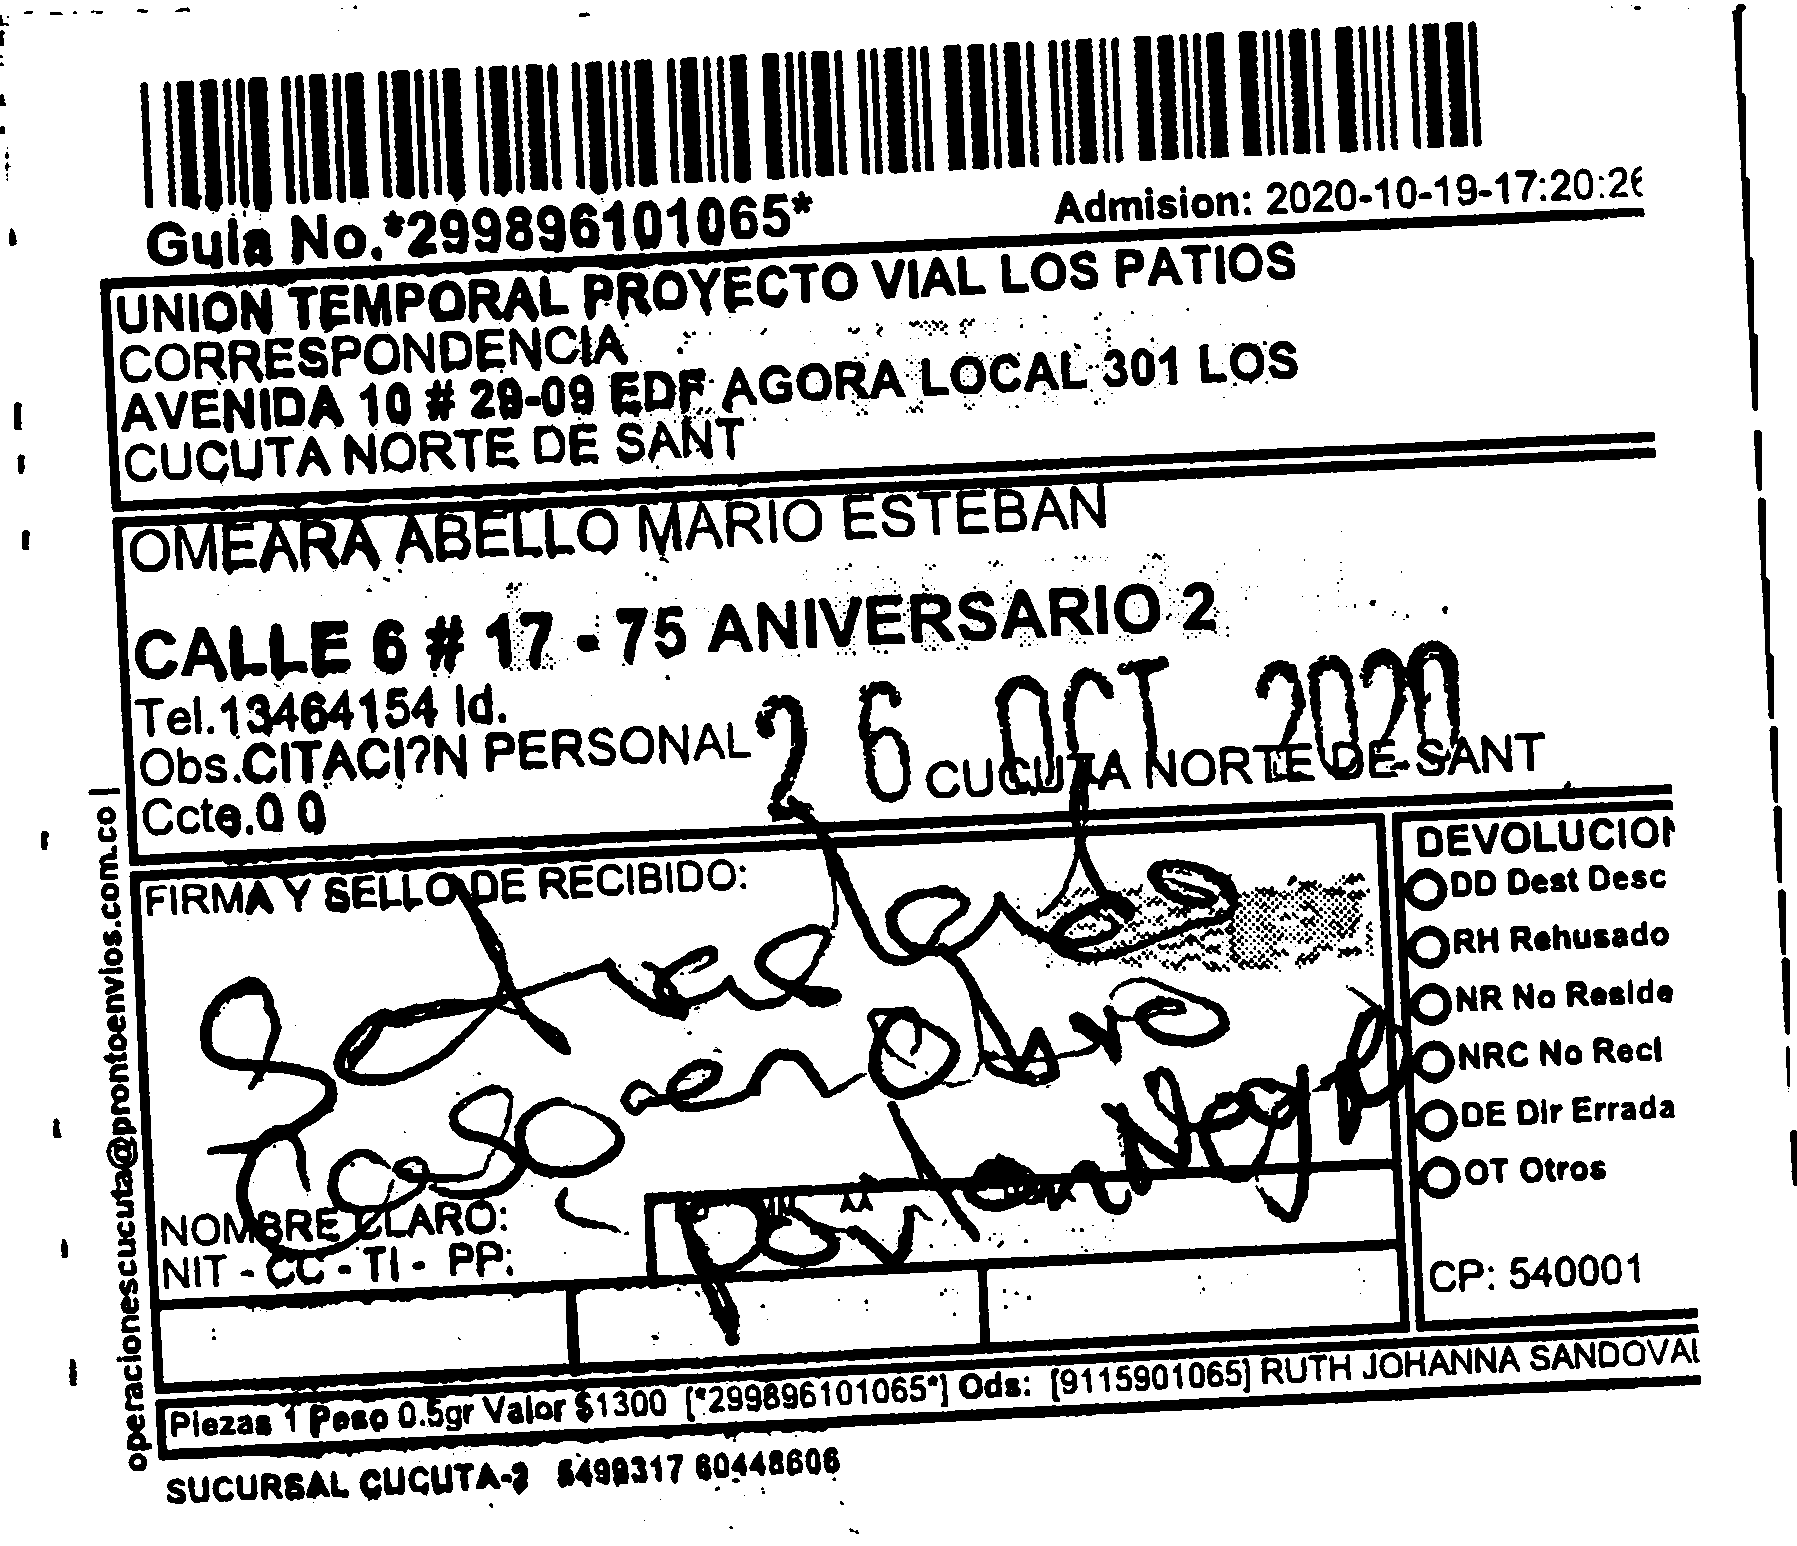 Guia No.*299896101065*
Admision: 2020-10-19-17:20:26
UNION TEMPORAL PROYECTO VIAL LOS PATIOS
CORRESPONDENCIA
AVENIDA 10 # 29-09 EDF AGORA LOCAL 301 LOS
CUCUTA NORTE DE SANT
OMEARA ABELLO MARIO ESTEBAN
CALLE 6 # 17 - 75 ANIVERSARIO 2
Tel.13464154 Id.
Obs.CITACI?N PERSONAL
26 OCT 2020
CUCUTA NORTE DE SANT
Ccte.0 0
FIRMA Y SELLO DE RECIBIDO:
Casa
porton Negro
NOMBRE CLARO:
NIT - CC - TI - PP:
DEVOLUCION
DD Dest Desc
RH Rehusado
NR No Reside
NRC No Reci
DE Dir Errada
OT Otros
CP: 540001
Piezas 1 Peso 0.5gr Valor $1300 [*299896101065*] Ods: [9115901065] RUTH JOHANNA SANDOVAL
SUCURSAL CUCUTA-2 5499317 60448606
operacionescucuta@prontoenvios.com.co |